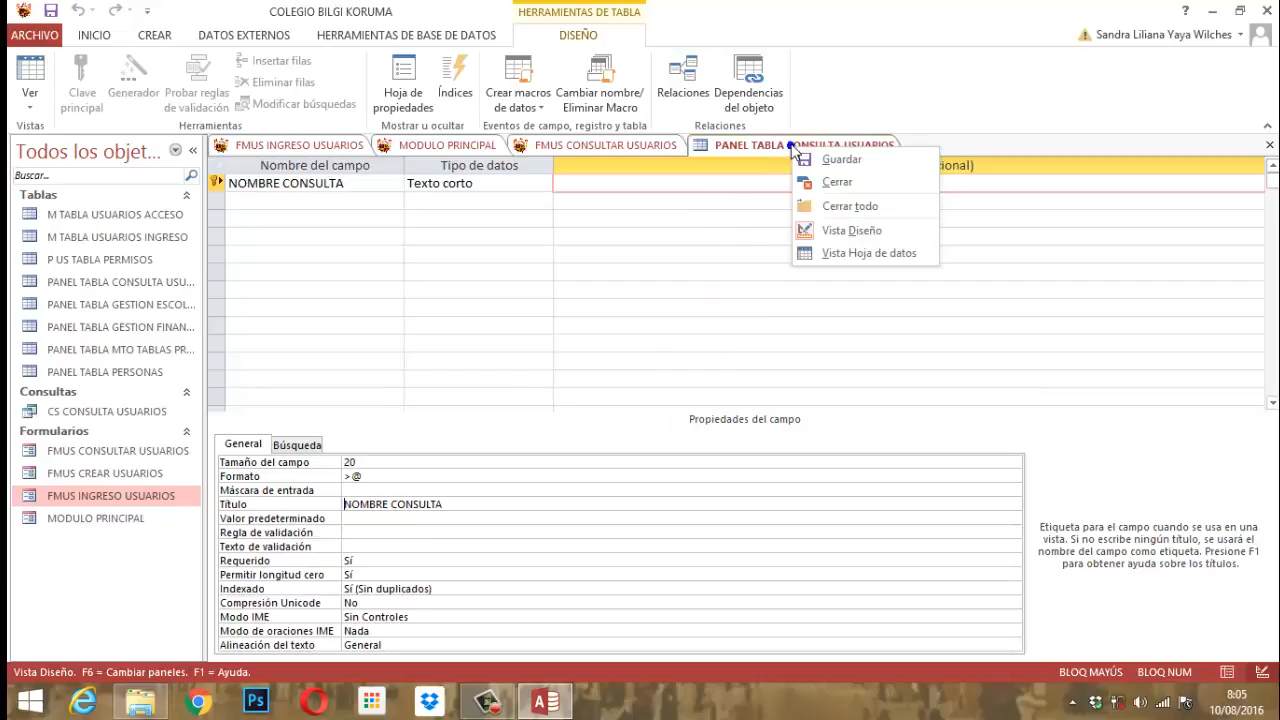 COLEGIO BILGI KORUMA
HERRAMIENTAS DE TABLA
?
ARCHIVO INICIO CREAR DATOS EXTERNOS HERRAMIENTAS DE BASE DE DATOS DISEÑO
Sandra Liliana Yaya Wilches
Ver
Clave principal
Generador
Probar reglas de validación
Insertar filas
Eliminar filas
Modificar búsquedas
Hoja de propiedades
Índices
Crear macros de datos
Cambiar nombre/ Eliminar Macro
Relaciones
Dependencias del objeto
Vistas
Herramientas
Mostrar u ocultar
Eventos de campo, registro y tabla
Relaciones
Todos los objet... «
Buscar...
Tablas
M TABLA USUARIOS ACCESO
M TABLA USUARIOS INGRESO
P US TABLA PERMISOS
PANEL TABLA CONSULTA USU...
PANEL TABLA GESTION ESCOL...
PANEL TABLA GESTION FINAN...
PANEL TABLA MTO TABLAS PR...
PANEL TABLA PERSONAS
Consultas
CS CONSULTA USUARIOS
Formularios
FMUS CONSULTAR USUARIOS
FMUS CREAR USUARIOS
FMUS INGRESO USUARIOS
MODULO PRINCIPAL
FMUS INGRESO USUARIOS
MODULO PRINCIPAL
FMUS CONSULTAR USUARIOS
PANEL TABLA CONSULTA USUARIOS
Nombre del campo Tipo de datos ional)
NOMBRE CONSULTA Texto corto
Guardar
Cerrar
Cerrar todo
Vista Diseño
Vista Hoja de datos
Propiedades del campo
General Búsqueda
Tamaño del campo 20
Formato >@
Máscara de entrada
Título NOMBRE CONSULTA
Valor predeterminado
Regla de validación
Texto de validación
Requerido Sí
Permitir longitud cero Sí
Indexado Sí (Sin duplicados)
Compresión Unicode No
Modo IME Sin Controles
Modo de oraciones IME Nada
Alineación del texto General
Etiqueta para el campo cuando se usa en una
vista. Si no escribe ningún título, se usará el
nombre del campo como etiqueta. Presione F1
para obtener ayuda sobre los títulos.
Vista Diseño. F6 = Cambiar paneles. F1 = Ayuda.
BLOQ MAYÚS BLOQ NUM
Ps
8:05
10/08/2016